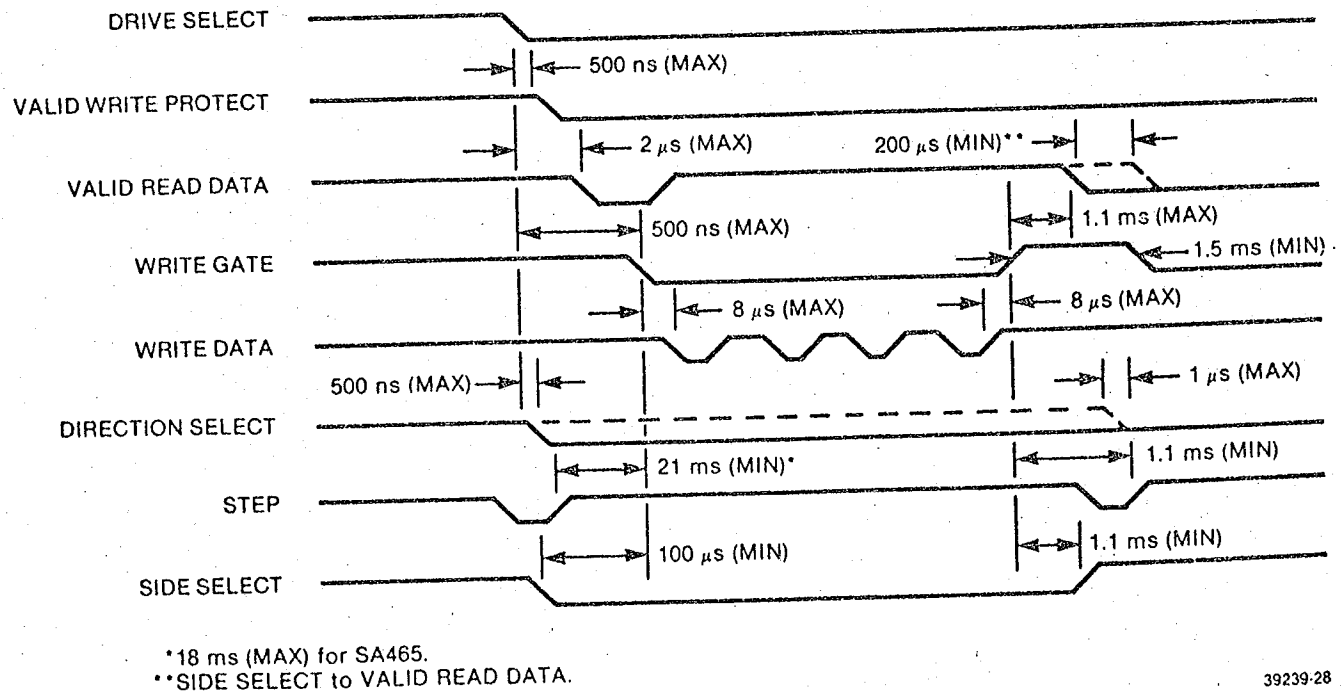 DRIVE SELECT
500 ns (MAX)
VALID WRITE PROTECT
2 μs (MAX)
200 μs (MIN)**
VALID READ DATA
1.1 ms (MAX)
500 ns (MAX)
WRITE GATE
1.5 ms (MIN)
8 μs (MAX)
8 μs (MAX)
WRITE DATA
500 ns (MAX)
1 μs (MAX)
DIRECTION SELECT
21 ms (MIN)*
1.1 ms (MIN)
STEP
100 μs (MIN)
1.1 ms (MIN)
SIDE SELECT
*18 ms (MAX) for SA465.
**SIDE SELECT to VALID READ DATA.
39239-28